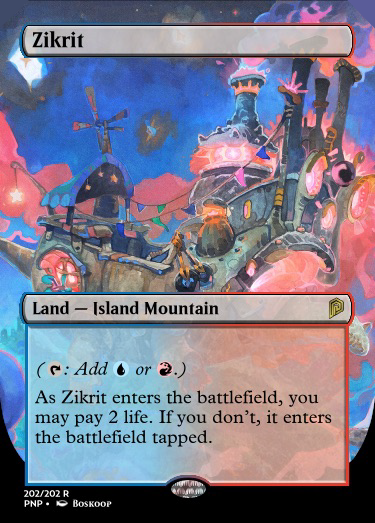 Zikrit
Land — Island Mountain
( : Add or .)
As Zikrit enters the battlefield, you
may pay 2 life. If you don't, it enters
the battlefield tapped.
202/202 R
PNP • Boskoop